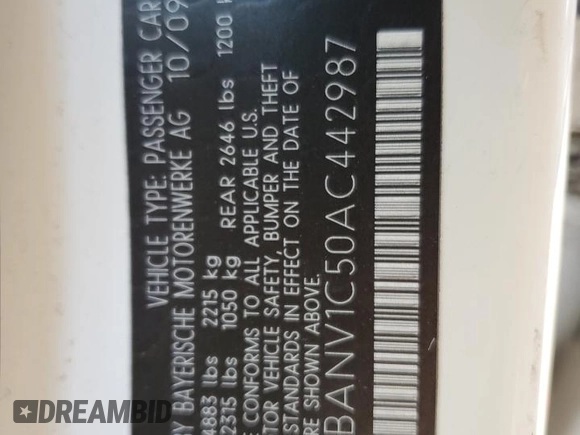 VEHICLE TYPE: PASSENGER CAR
BY BAYERISCHE MOTORENWERKE AG 10/09
4883 lbs 2215 kg
2315 lbs 1050 kg REAR 2646 lbs 1200
CONFORMS TO ALL APPLICABLE U.S.
VEHICLE SAFETY, BUMPER AND THEFT
STANDARDS IN EFFECT ON THE DATE OF
SHOWN ABOVE.
BANV1C50AC442987
DREAMBID